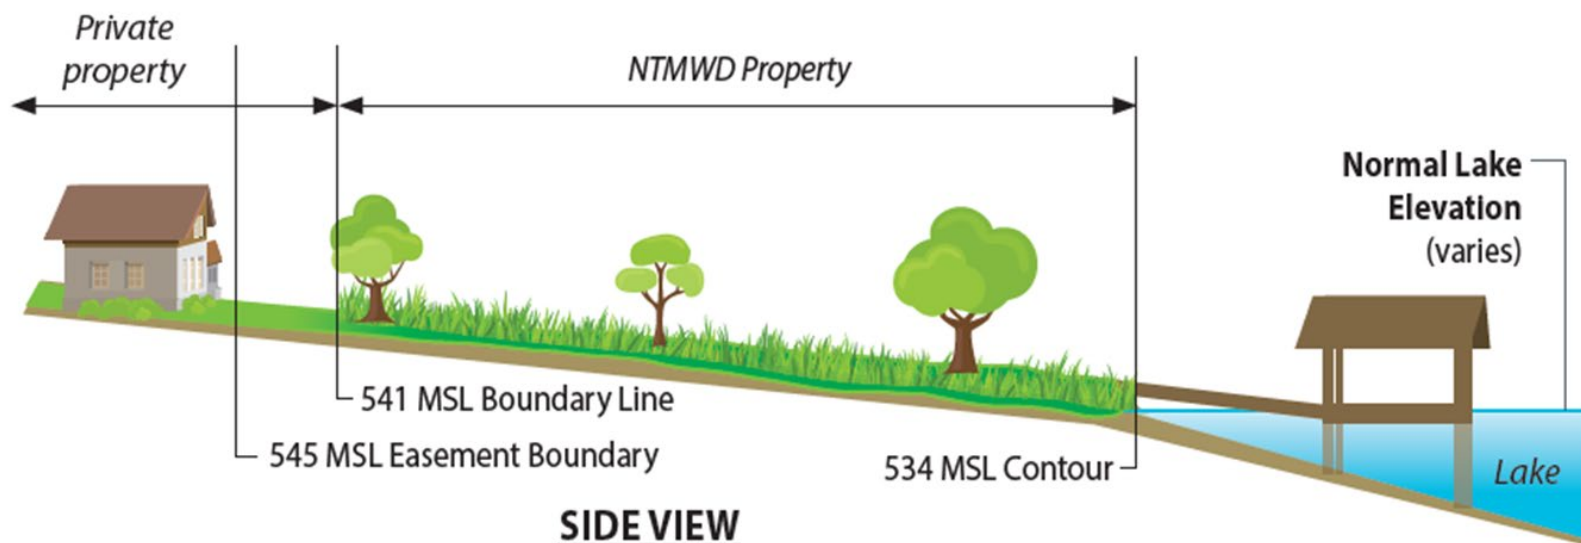 Private
property
NTMWD Property
Normal Lake
Elevation
(varies)
541 MSL Boundary Line
545 MSL Easement Boundary
534 MSL Contour
Lake
SIDE VIEW